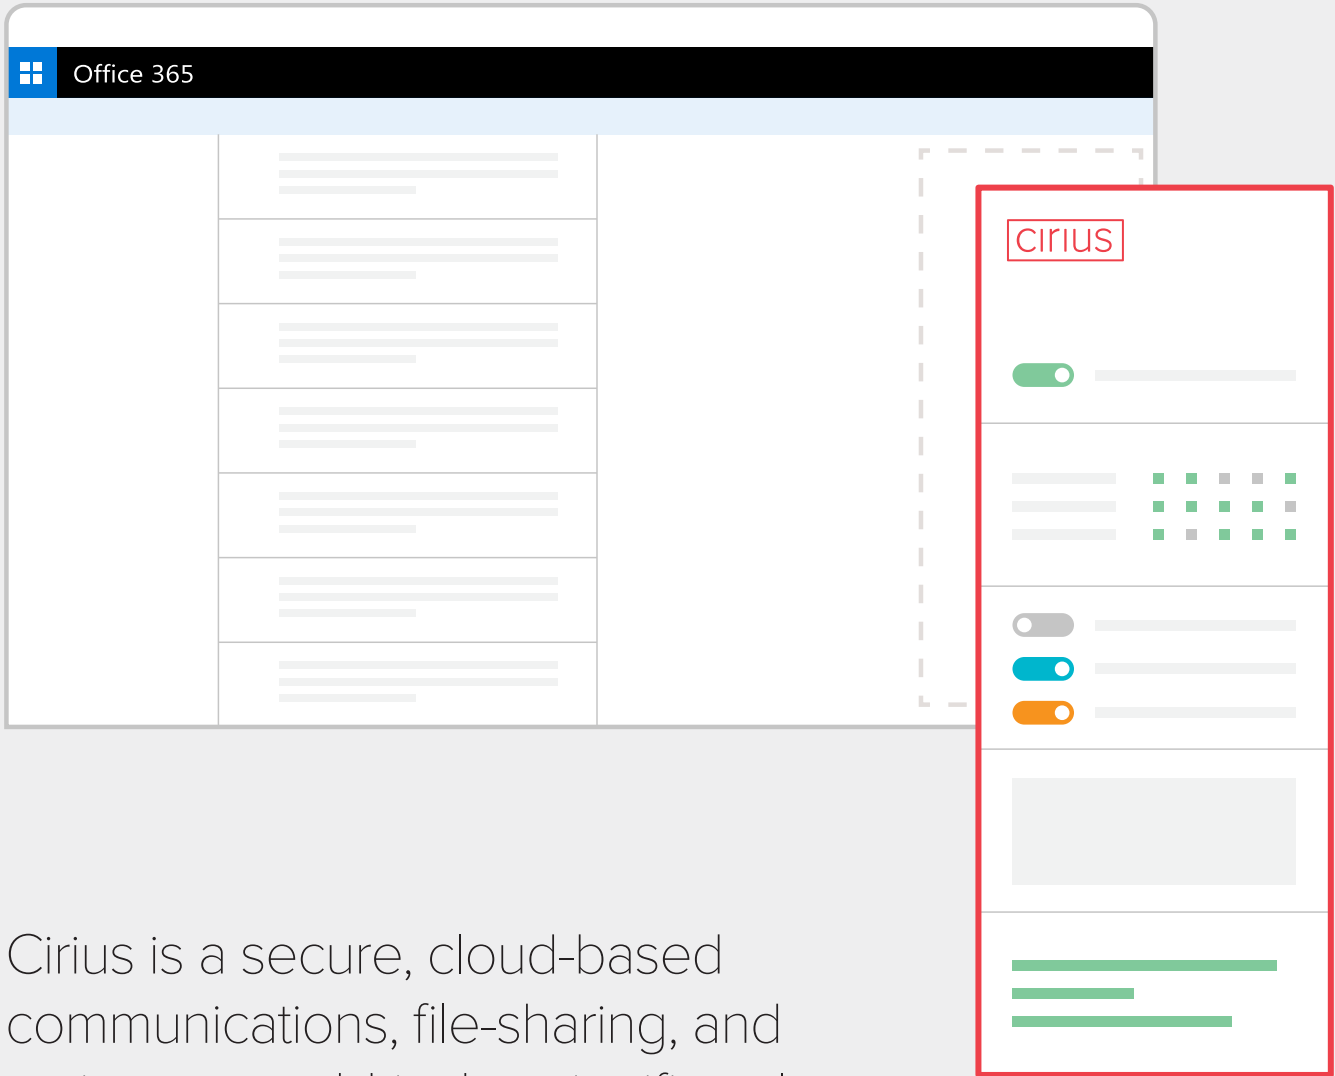 Office 365
cirius
Cirius is a secure, cloud-based
communications, file-sharing, and